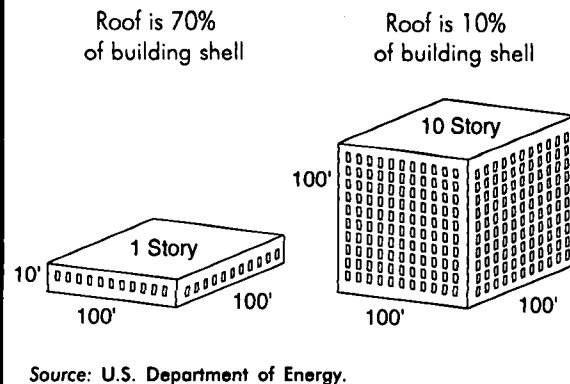 Roof is 70%
of building shell
Roof is 10%
of building shell
1 Story
10'
100'
100'
10 Story
100'
100'
100'
Source: U.S. Department of Energy.